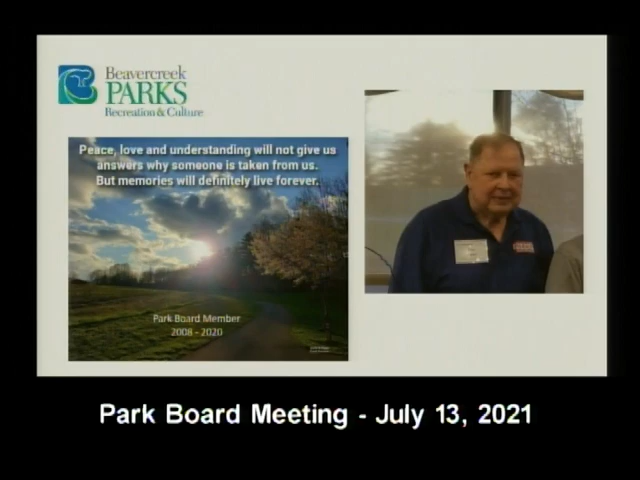 Beavercreek
PARKS
Recreation & Culture
Peace, love and understanding will not give us
answers why someone is taken from us.
But memories will definitely live forever.
Park Board Member
2008 - 2020
Park Board Meeting - July 13, 2021